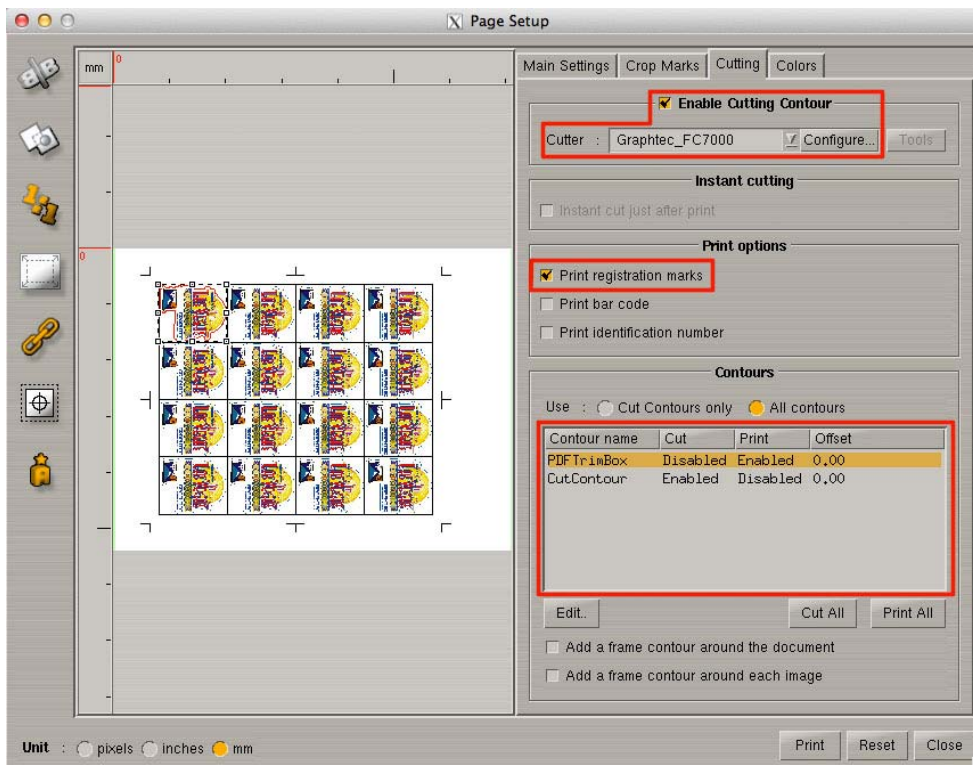 X Page Setup
mm 0
0
Main Settings Crop Marks Cutting Colors
Enable Cutting Contour
Cutter : Graphtec_FC7000 Configure... Tools
Instant cutting
Instant cut just after print
Print options
Print registration marks
Print bar code
Print identification number
Contours
Use : Cut Contours only All contours
Contour name Cut Print Offset
PDFTrimBox Disabled Enabled 0.00
CutContour Enabled Disabled 0.00
Edit.. Cut All Print All
Add a frame contour around the document
Add a frame contour around each image
Unit : pixels inches mm
Print Reset Close